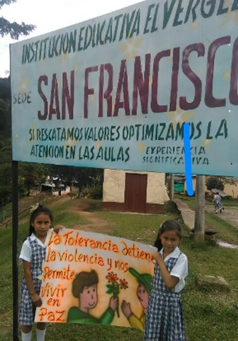 INSTITUCION EDUCATIVA EL VERGEL
SEDE SAN FRANCISCO
SI RESCATAMOS VALORES OPTIMIZAMOS LA
ATENCION EN LAS AULAS EXPERIENCIA
SIGNIFICATIVA
La Tolerancia detiene
la violencia y nos
Permite
Vivir
en
Paz